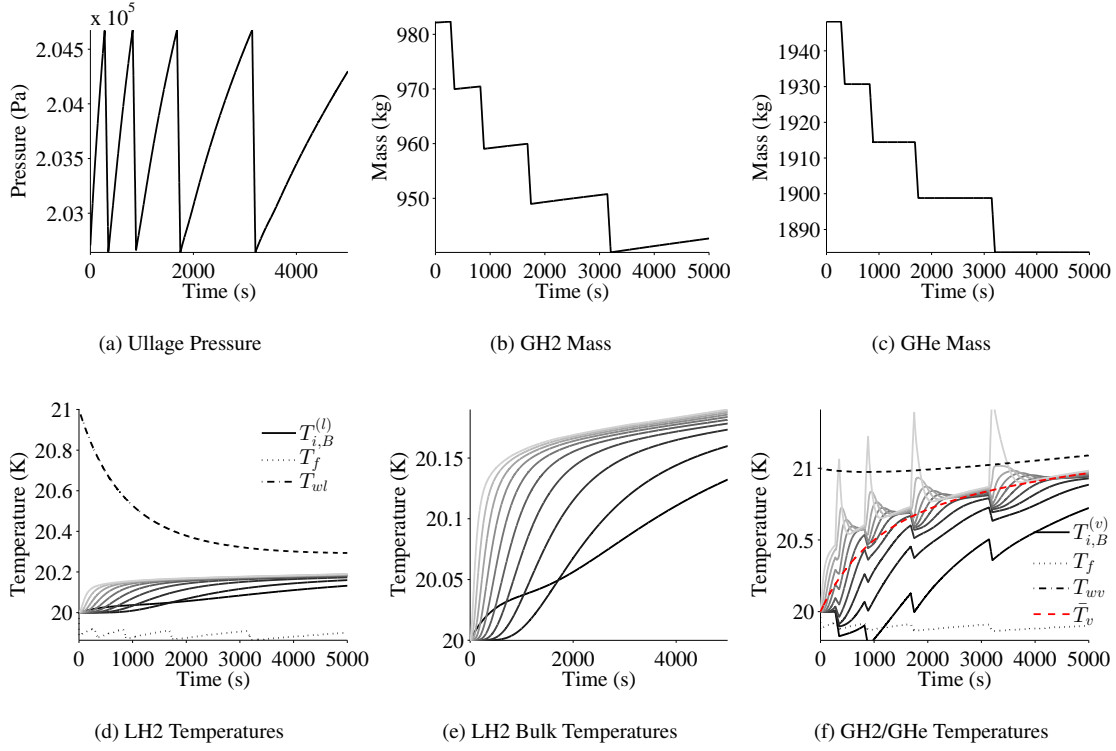 x 10^5
2.045
2.04
2.035
2.03
Pressure (Pa)
0 2000 4000
Time (s)
(a) Ullage Pressure
980
970
960
950
Mass (kg)
0 1000 2000 3000 4000 5000
Time (s)
(b) GH2 Mass
1940
1930
1920
1910
1900
1890
Mass (kg)
0 1000 2000 3000 4000 5000
Time (s)
(c) GHe Mass
21
20.8
20.6
20.4
20.2
20
Temperature (K)
T_{i,B}^{(l)}
T_f
T_{wl}
0 1000 2000 3000 4000 5000
Time (s)
(d) LH2 Temperatures
20.15
20.1
20.05
20
Temperature (K)
0 2000 4000
Time (s)
(e) LH2 Bulk Temperatures
21
20.5
20
Temperature (K)
T_{i,B}^{(v)}
T_f
T_{wv}
T̄_v
0 1000 2000 3000 4000 5000
Time (s)
(f) GH2/GHe Temperatures